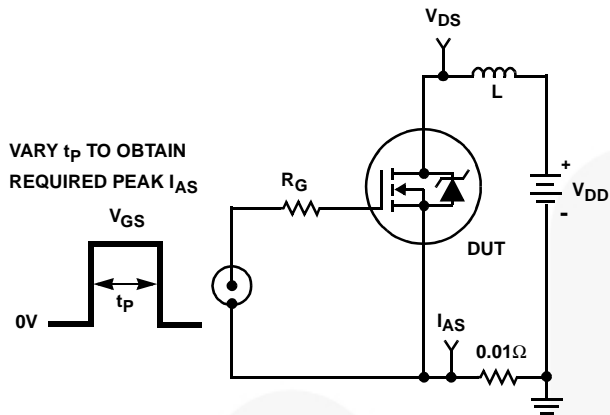 VDS
L
VARY tP TO OBTAIN
REQUIRED PEAK IAS
RG
+
VDD
-
VGS
DUT
tP
0V
IAS
0.01Ω